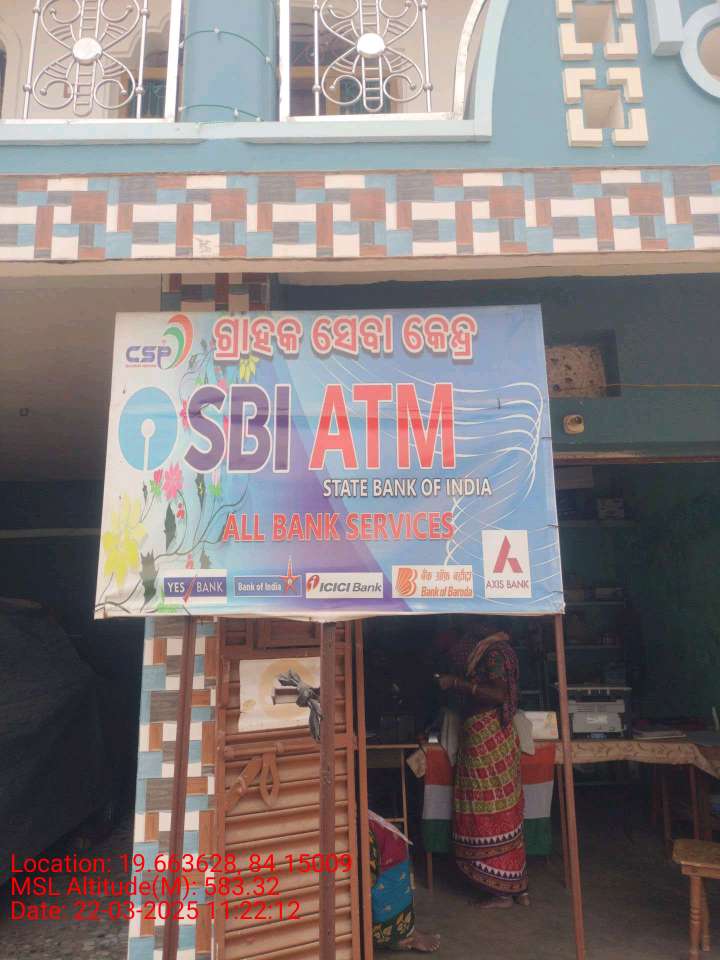 CSP
ଗ୍ରାହକ ସେବା କେନ୍ଦ୍ର
SBI ATM
STATE BANK OF INDIA
ALL BANK SERVICES
YES BANK
Bank of India
ICICI Bank
बैंक ऑफ़ बड़ौदा
Bank of Baroda
AXIS BANK
Location: 19.663628, 84.15009
MSL Altitude(M): 583.32
Date: 22-03-2025 11:22:12